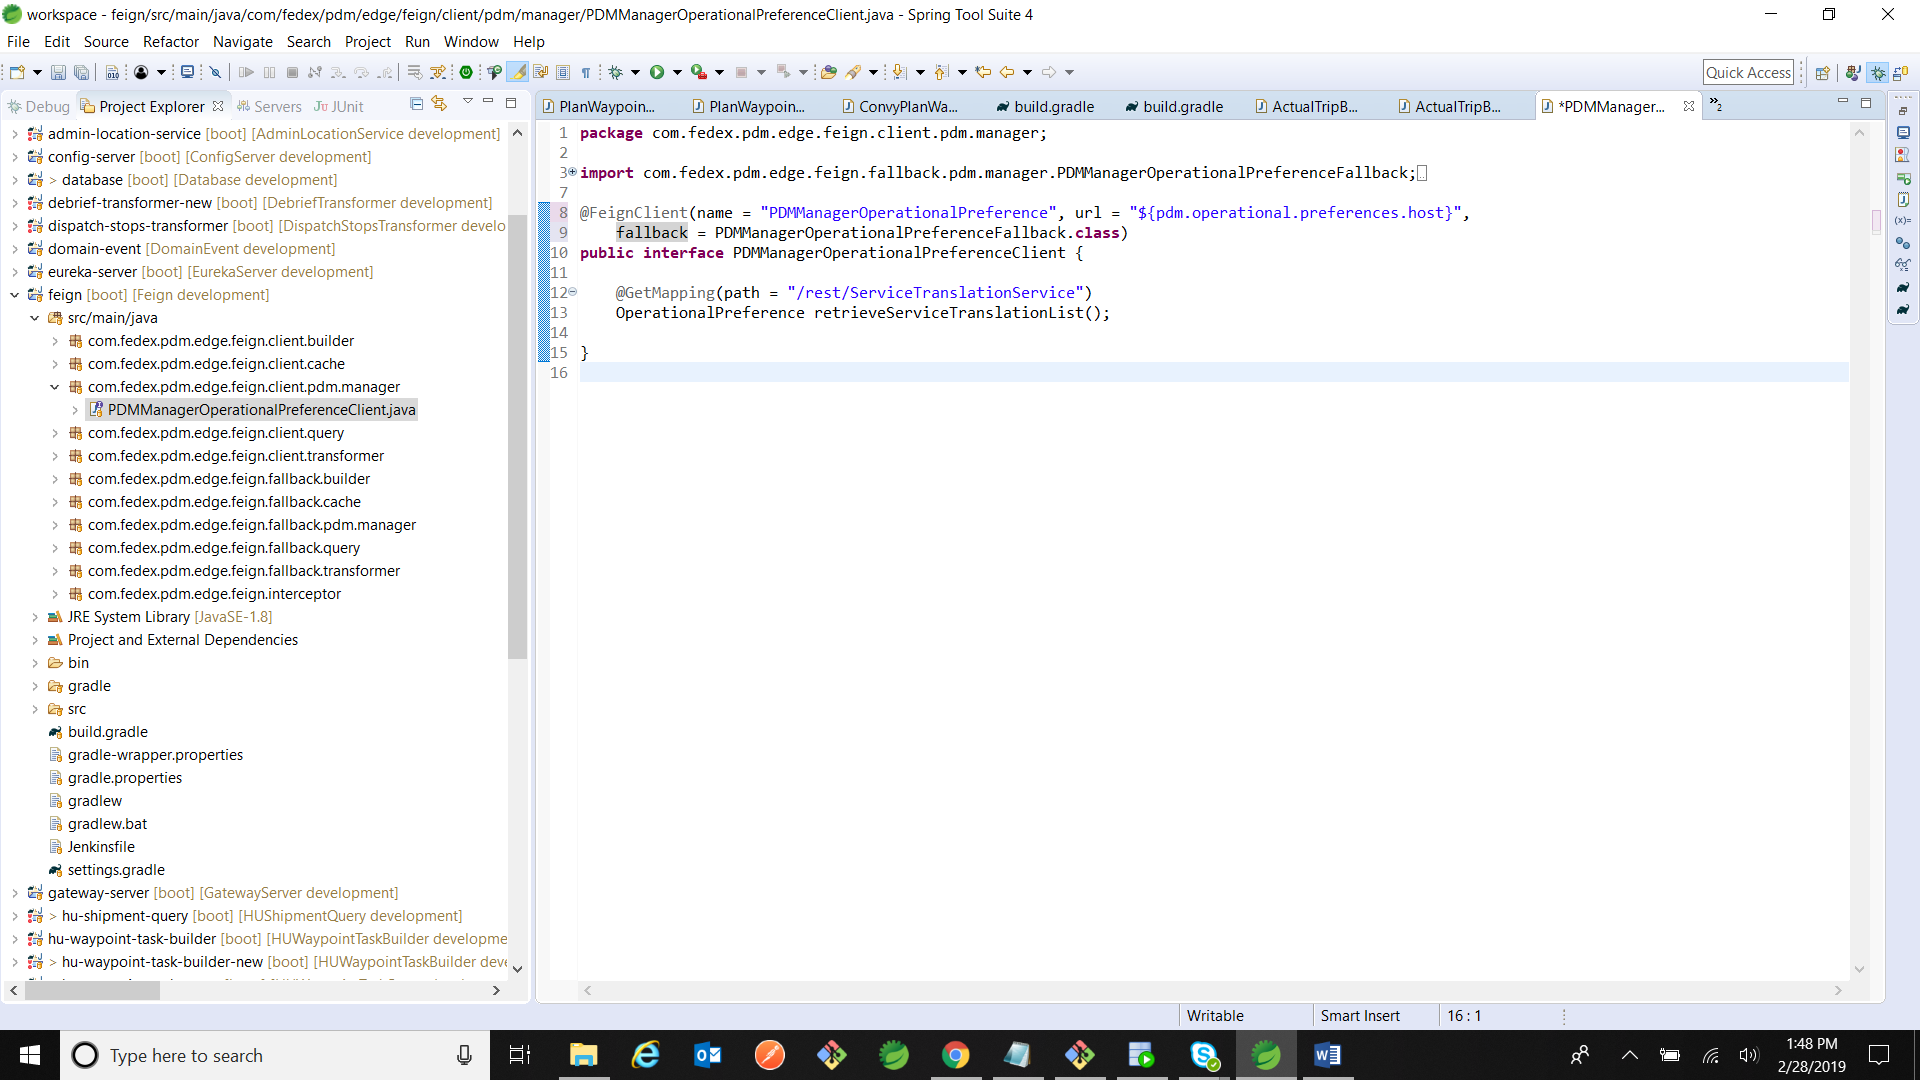 workspace - feign/src/main/java/com/fedex/pdm/edge/feign/client/pdm/manager/PDMManagerOperationalPreferenceClient.java - Spring Tool Suite 4
File Edit Source Refactor Navigate Search Project Run Window Help
Quick Access
Debug Project Explorer Servers JUnit
PlanWaypoin... PlanWaypoin... ConvyPlanWa... build.gradle build.gradle ActualTripB... ActualTripB... *PDMManager... »2
admin-location-service [boot] [AdminLocationService development]
config-server [boot] [ConfigServer development]
> database [boot] [Database development]
debrief-transformer-new [boot] [DebriefTransformer development]
dispatch-stops-transformer [boot] [DispatchStopsTransformer develo
domain-event [DomainEvent development]
eureka-server [boot] [EurekaServer development]
feign [boot] [Feign development]
src/main/java
com.fedex.pdm.edge.feign.client.builder
com.fedex.pdm.edge.feign.client.cache
com.fedex.pdm.edge.feign.client.pdm.manager
PDMManagerOperationalPreferenceClient.java
com.fedex.pdm.edge.feign.client.query
com.fedex.pdm.edge.feign.client.transformer
com.fedex.pdm.edge.feign.fallback.builder
com.fedex.pdm.edge.feign.fallback.cache
com.fedex.pdm.edge.feign.fallback.pdm.manager
com.fedex.pdm.edge.feign.fallback.query
com.fedex.pdm.edge.feign.fallback.transformer
com.fedex.pdm.edge.feign.interceptor
JRE System Library [JavaSE-1.8]
Project and External Dependencies
bin
gradle
src
build.gradle
gradle-wrapper.properties
gradle.properties
gradlew
gradlew.bat
Jenkinsfile
settings.gradle
gateway-server [boot] [GatewayServer development]
> hu-shipment-query [boot] [HUShipmentQuery development]
hu-waypoint-task-builder [boot] [HUWaypointTaskBuilder developme
> hu-waypoint-task-builder-new [boot] [HUWaypointTaskBuilder deve
1 package com.fedex.pdm.edge.feign.client.pdm.manager;
2
3 import com.fedex.pdm.edge.feign.fallback.pdm.manager.PDMManagerOperationalPreferenceFallback;
7
8 @FeignClient(name = "PDMManagerOperationalPreference", url = "${pdm.operational.preferences.host}",
9 fallback = PDMManagerOperationalPreferenceFallback.class)
10 public interface PDMManagerOperationalPreferenceClient {
11
12 @GetMapping(path = "/rest/ServiceTranslationService")
13 OperationalPreference retrieveServiceTranslationList();
14
15 }
16
Writable Smart Insert 16 : 1
Type here to search
1:48 PM
2/28/2019